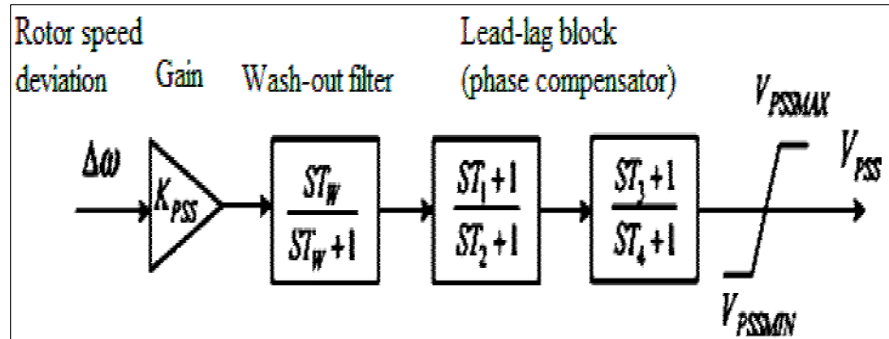 Rotor speed
deviation
Gain
Wash-out filter
Lead-lag block
(phase compensator)
Δω
K_PSS
ST_W
ST_W + 1
ST_1 + 1
ST_2 + 1
ST_3 + 1
ST_4 + 1
V_PSSMAX
V_PSS
V_PSSMIN